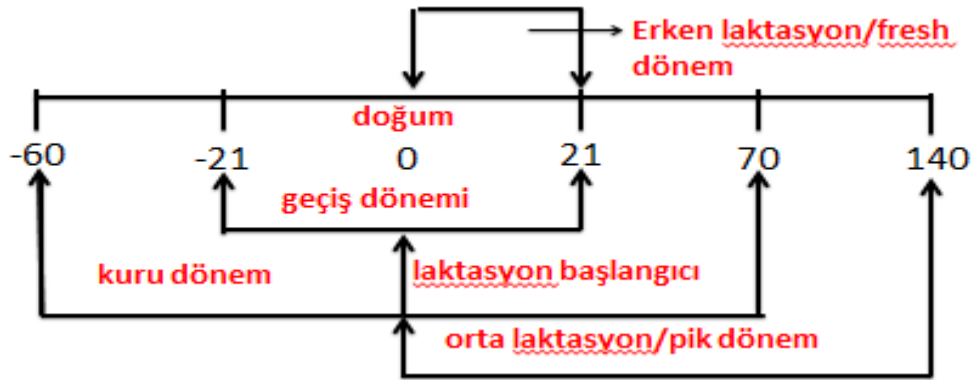 Erken laktasyon/fresh
dönem
doğum
-60 -21 0 21 70 140
geçiş dönemi
kuru dönem laktasyon başlangıcı
orta laktasyon/pik dönem